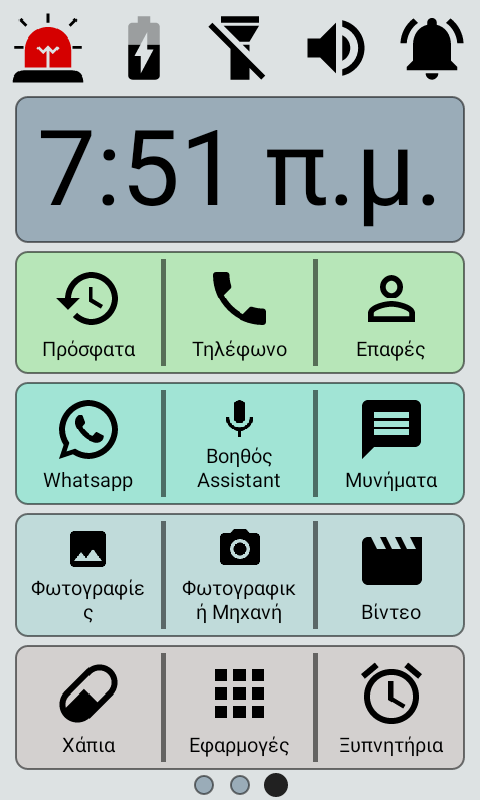 7:51 π.μ.
Πρόσφατα
Τηλέφωνο
Επαφές
Whatsapp
Βοηθός
Assistant
Μυνήματα
Φωτογραφίε
ς
Φωτογραφικ
ή Μηχανή
Βίντεο
Χάπια
Εφαρμογές
Ξυπνητήρια